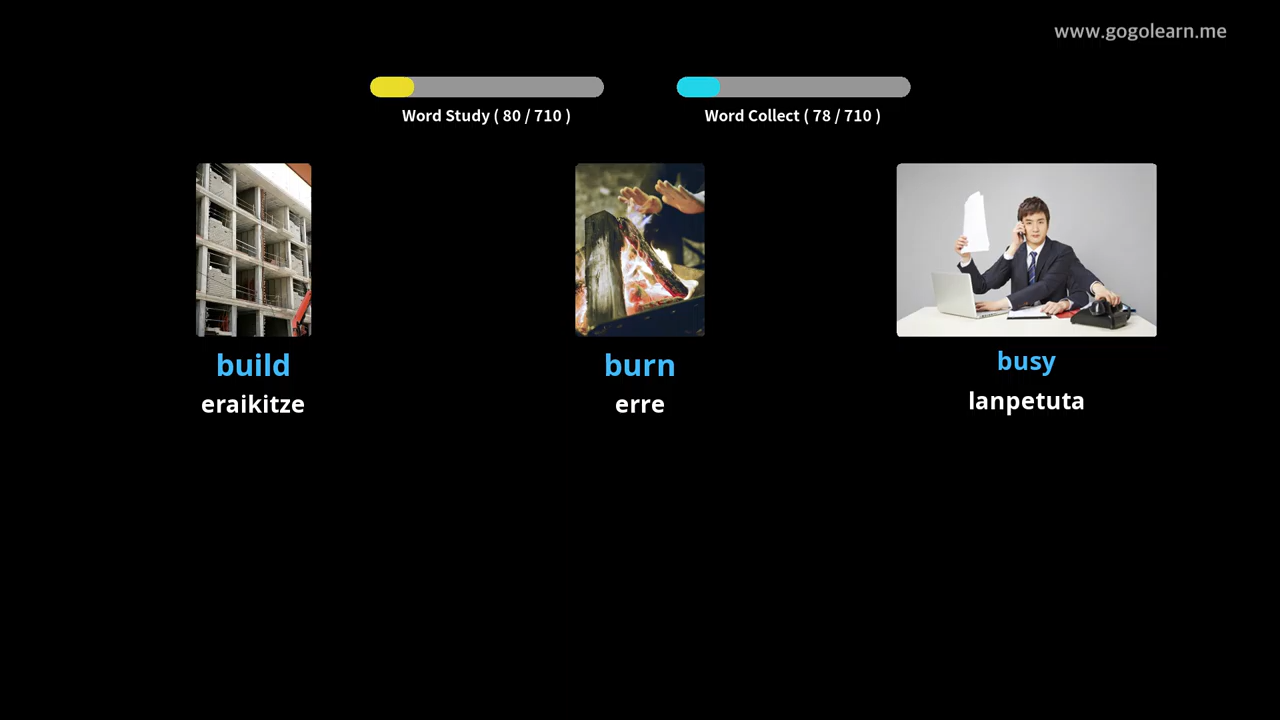 www.gogolearn.me
Word Study ( 80 / 710 )
Word Collect ( 78 / 710 )
build
burn
busy
eraikitze
erre
lanpetuta